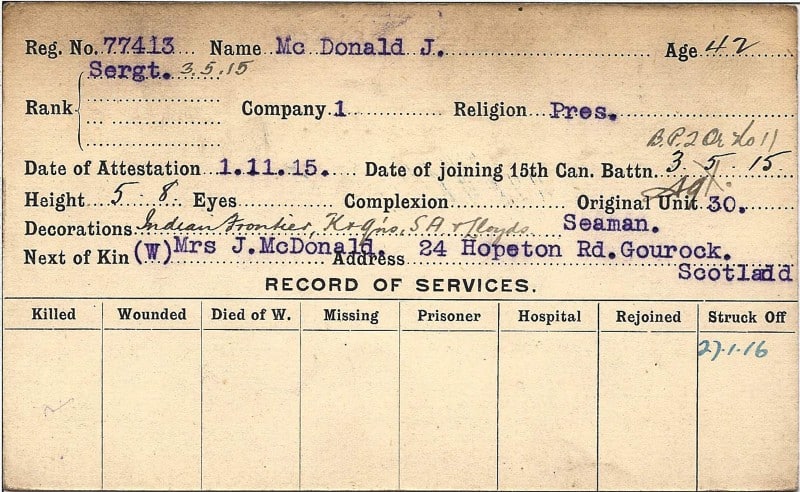 Reg. No. 77413 Name Mc Donald J. Age 42
Sergt. 3.5.15
Rank Company 1 Religion Pres.
B.P.2 Or No 11
Date of Attestation 1.11.15. Date of joining 15th Can. Battn. 3 5 15
Height 5 8 Eyes Complexion Original Unit 30.
Decorations Indian Frontier, K & Q'ns, S A & Lloyds Seaman.
Next of Kin (W) Mrs J.McDonald. Address 24 Hopeton Rd.Gourock.
Scotladd
RECORD OF SERVICES.
Killed Wounded Died of W. Missing Prisoner Hospital Rejoined Struck Off
27.1.16